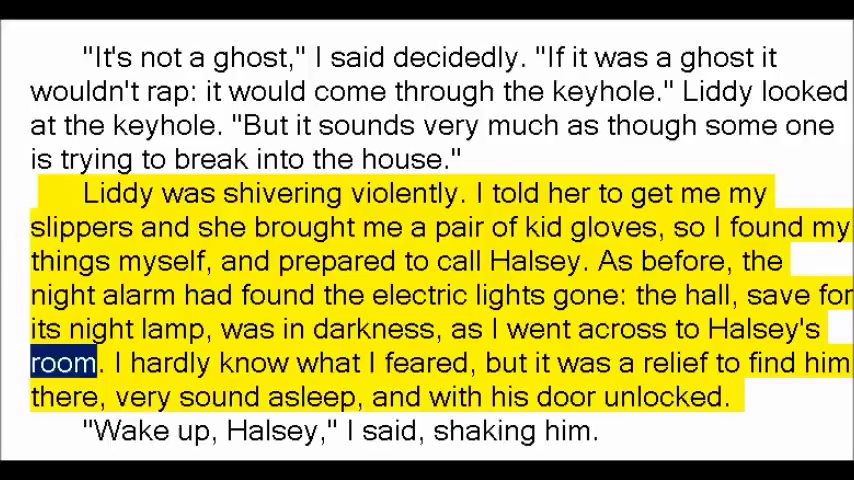 "It's not a ghost," I said decidedly. "If it was a ghost it
wouldn't rap: it would come through the keyhole." Liddy looked
at the keyhole. "But it sounds very much as though some one
is trying to break into the house."
Liddy was shivering violently. I told her to get me my
slippers and she brought me a pair of kid gloves, so I found my
things myself, and prepared to call Halsey. As before, the
night alarm had found the electric lights gone: the hall, save for
its night lamp, was in darkness, as I went across to Halsey's
room. I hardly know what I feared, but it was a relief to find him
there, very sound asleep, and with his door unlocked.
"Wake up, Halsey," I said, shaking him.